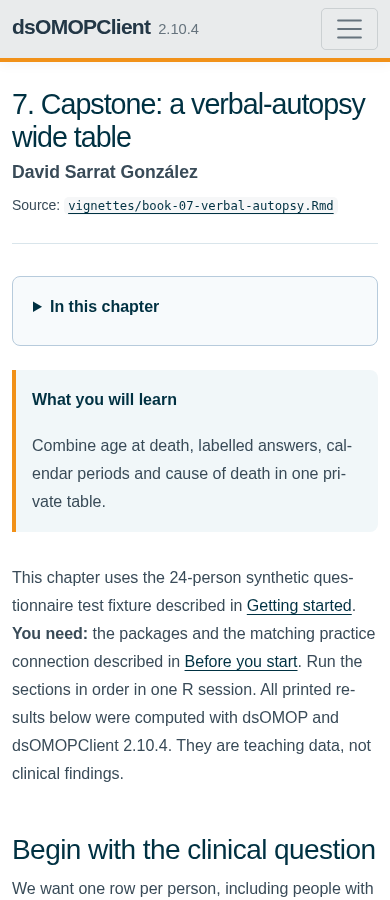 dsOMOPClient 2.10.4
7. Capstone: a verbal-autopsy
wide table
David Sarrat González
Source: vignettes/book-07-verbal-autopsy.Rmd
In this chapter
What you will learn
Combine age at death, labelled answers, cal-
endar periods and cause of death in one pri-
vate table.
This chapter uses the 24-person synthetic ques-
tionnaire test fixture described in Getting started.
You need: the packages and the matching practice
connection described in Before you start. Run the
sections in order in one R session. All printed re-
sults below were computed with dsOMOP and
dsOMOPClient 2.10.4. They are teaching data, not
clinical findings.
Begin with the clinical question
We want one row per person, including people with